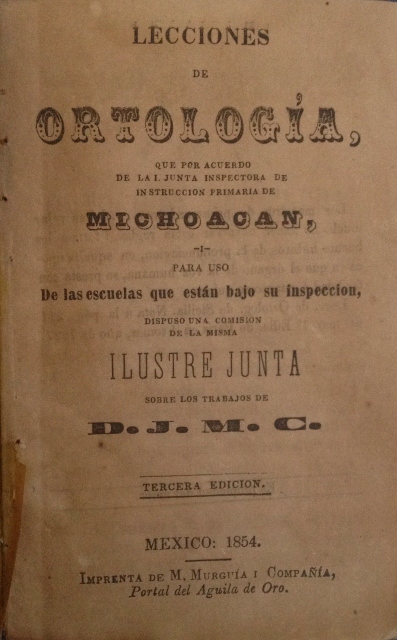 LECCIONES
DE
ORTOLOGÍA,
QUE POR ACUERDO
DE LA I. JUNTA INSPECTORA DE
INSTRUCCION PRIMARIA DE
MICHOACAN,
-I-
PARA USO
De las escuelas que están bajo su inspeccion,
DISPUSO UNA COMISION
DE LA MISMA
ILUSTRE JUNTA
SOBRE LOS TRABAJOS DE
D. J. M. C.
TERCERA EDICION.
MEXICO: 1854.
IMPRENTA DE M. MURGUÍA I COMPAÑÍA,
Portal del Aguila de Oro.